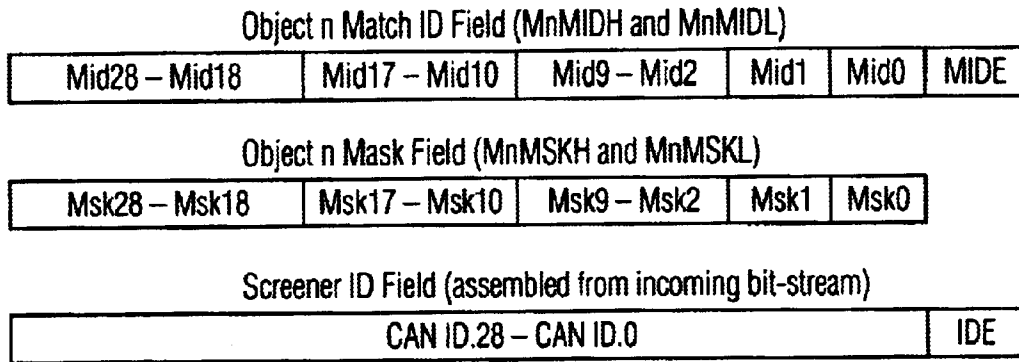 Object n Match ID Field (MnMIDH and MnMIDL)
Mid28 – Mid18 Mid17 – Mid10 Mid9 – Mid2 Mid1 Mid0 MIDE
Object n Mask Field (MnMSKH and MnMSKL)
Msk28 – Msk18 Msk17 – Msk10 Msk9 – Msk2 Msk1 Msk0
Screener ID Field (assembled from incoming bit-stream)
CAN ID.28 – CAN ID.0 IDE